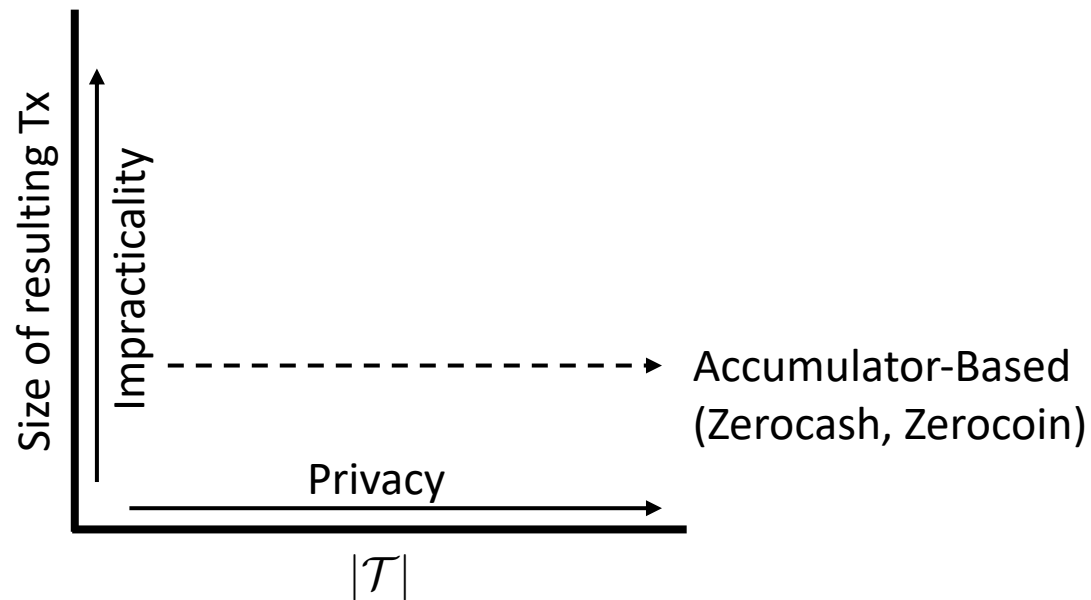 Size of resulting Tx
Impracticality
Accumulator-Based
(Zerocash, Zerocoin)
Privacy
|𝒯|